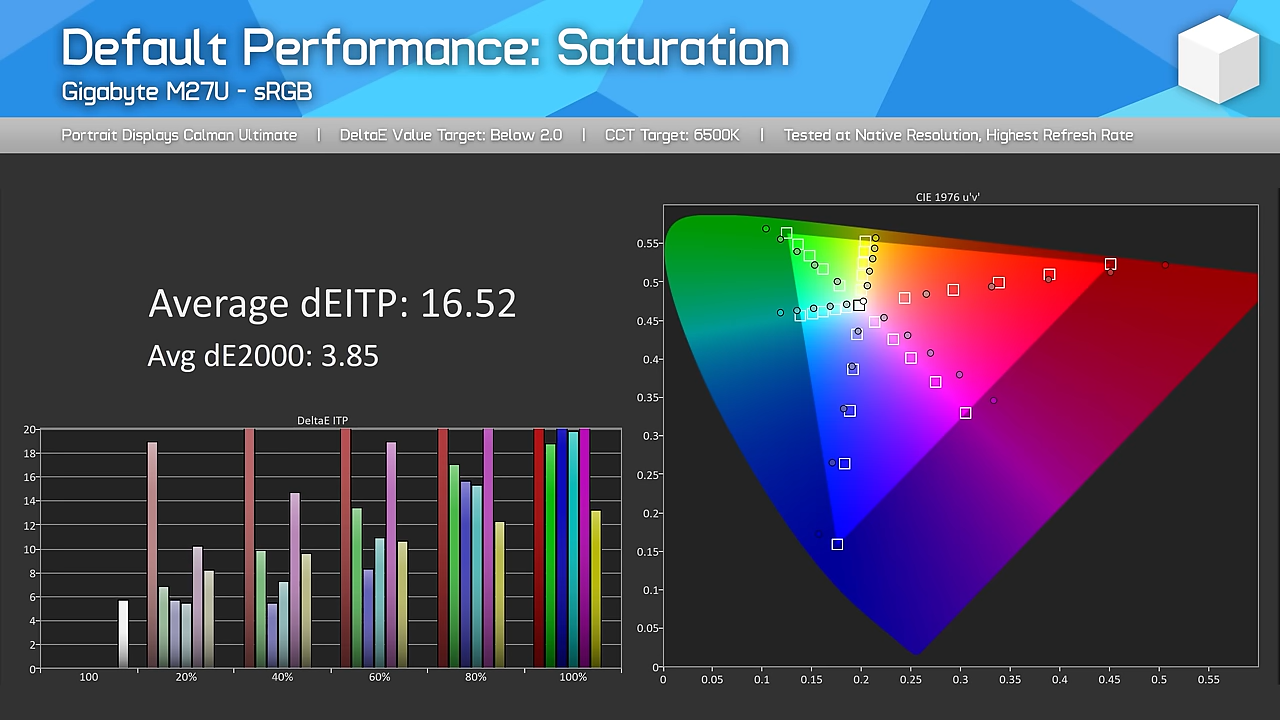 Default Performance: Saturation
Gigabyte M27U - sRGB
Portrait Displays Calman Ultimate | DeltaE Value Target: Below 2.0 | CCT Target: 6500K | Tested at Native Resolution, Highest Refresh Rate
Average dEITP: 16.52
Avg dE2000: 3.85
DeltaE ITP
20
18
16
14
12
10
8
6
4
2
0
100 20% 40% 60% 80% 100%
CIE 1976 u'v'
0.55
0.5
0.45
0.4
0.35
0.3
0.25
0.2
0.15
0.1
0.05
0
0 0.05 0.1 0.15 0.2 0.25 0.3 0.35 0.4 0.45 0.5 0.55